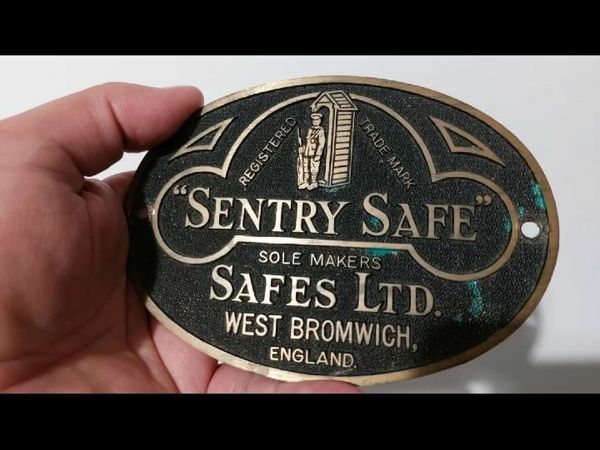 REGISTERED TRADE MARK
"SENTRY SAFE"
SOLE MAKERS
SAFES LTD.
WEST BROMWICH,
ENGLAND.